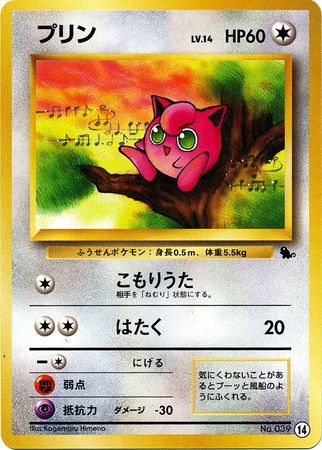 プリン LV.14 HP60
ふうせんポケモン：身長0.5m、体重5.5kg
こもりうた
相手を「ねむり」状態にする。
はたく 20
にげる
弱点
抵抗力 ダメージ -30
気にくわないことが
あるとプーッと風船の
ようにふくれる。
Illus. Kagemaru Himeno
No.039 14